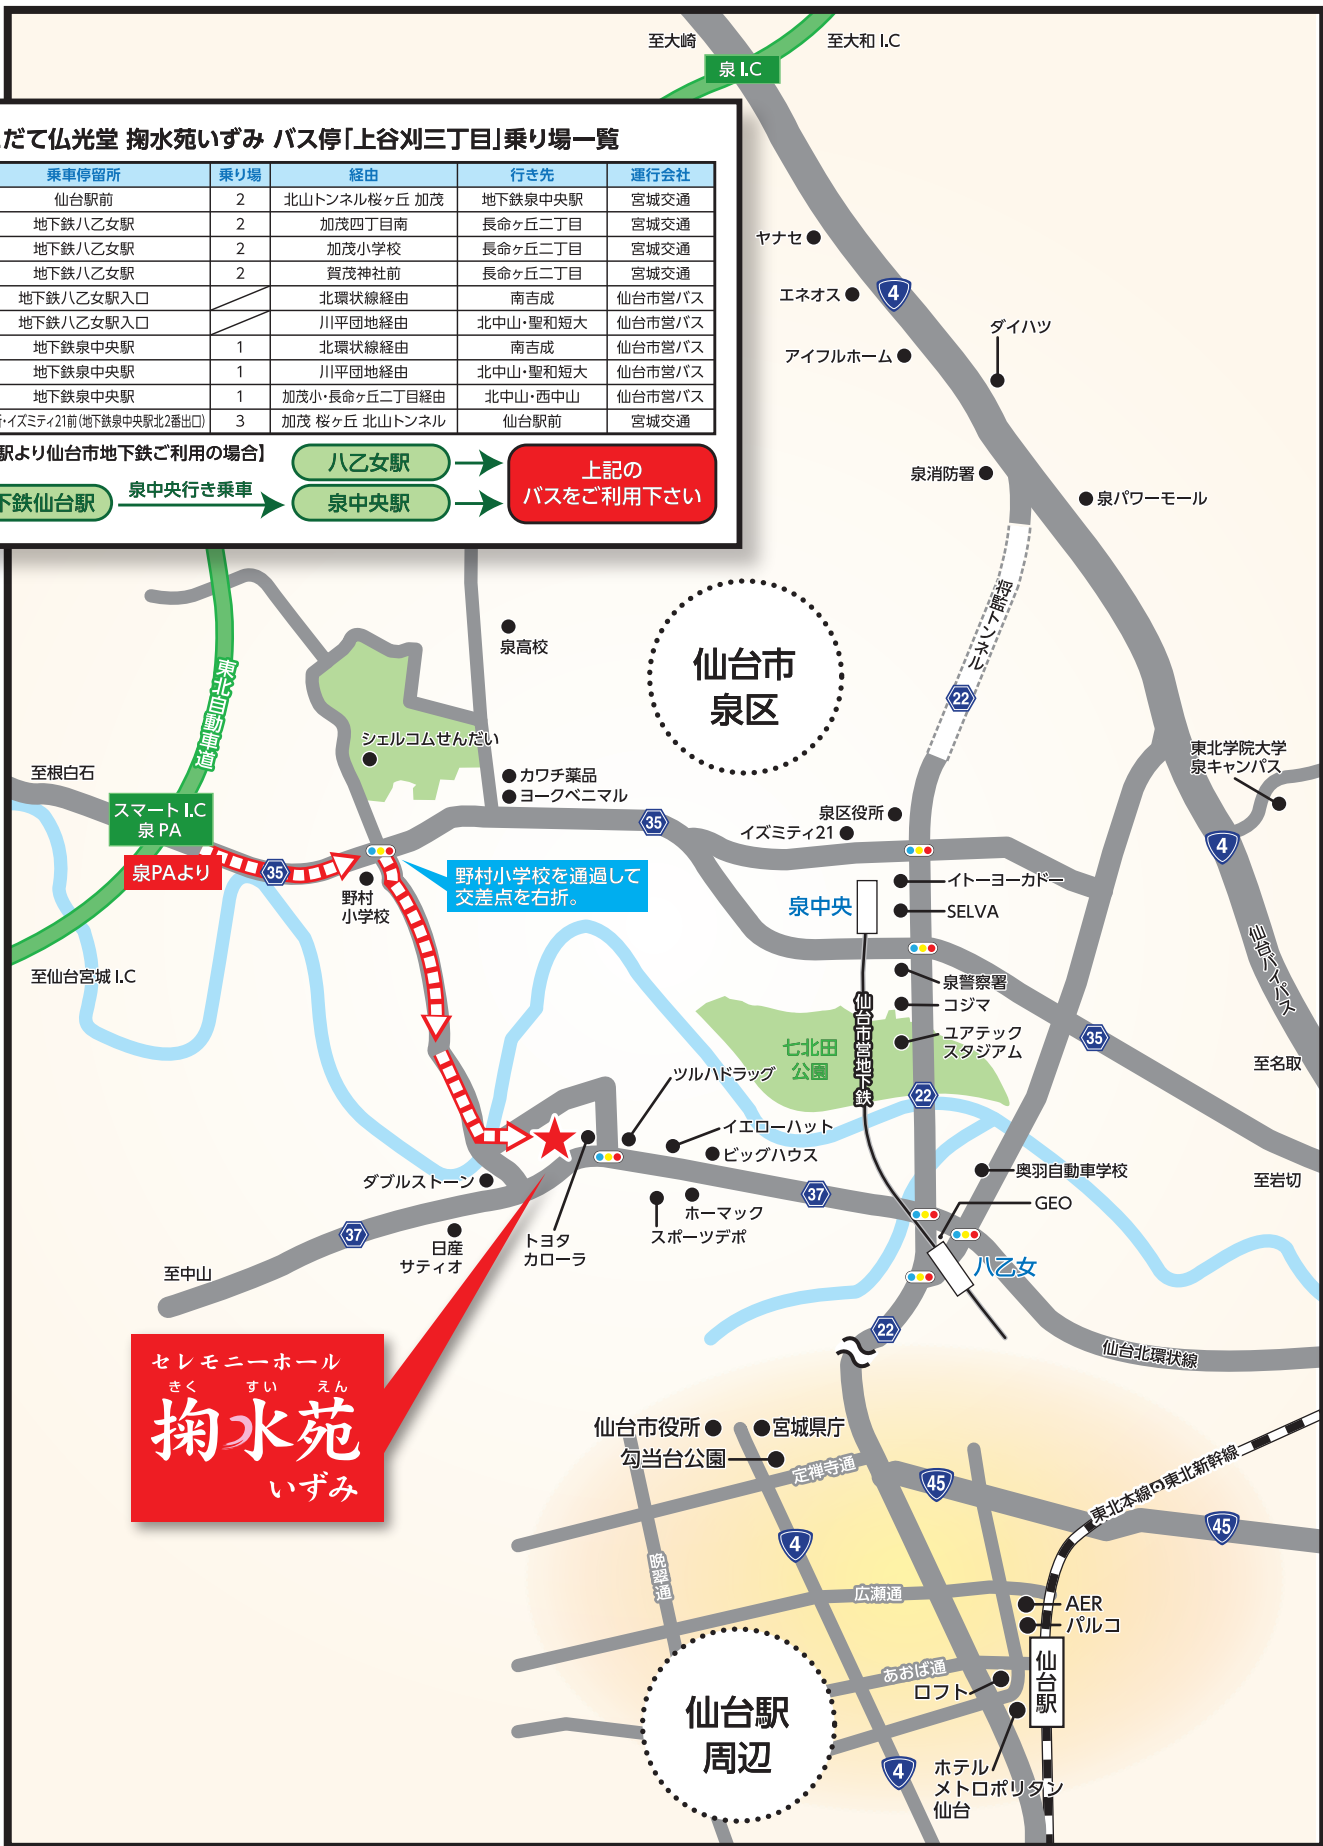 至大崎
至大和 I.C
泉 I.C
だて仏光堂 掬水苑いずみ バス停「上谷刈三丁目」乗り場一覧
乗車停留所 乗り場 経由 行き先 運行会社
仙台駅前 2 北山トンネル桜ヶ丘 加茂 地下鉄泉中央駅 宮城交通
地下鉄八乙女駅 2 加茂四丁目南 長命ヶ丘二丁目 宮城交通
地下鉄八乙女駅 2 加茂小学校 長命ヶ丘二丁目 宮城交通
地下鉄八乙女駅 2 賀茂神社前 長命ヶ丘二丁目 宮城交通
地下鉄八乙女駅入口 北環状線経由 南吉成 仙台市営バス
地下鉄八乙女駅入口 川平団地経由 北中山・聖和短大 仙台市営バス
地下鉄泉中央駅 1 北環状線経由 南吉成 仙台市営バス
地下鉄泉中央駅 1 川平団地経由 北中山・聖和短大 仙台市営バス
地下鉄泉中央駅 1 加茂小・長命ヶ丘二丁目経由 北中山・西中山 仙台市営バス
・イズミティ21前(地下鉄泉中央駅北2番出口) 3 加茂 桜ヶ丘 北山トンネル 仙台駅前 宮城交通
駅より仙台市地下鉄ご利用の場合】
下鉄仙台駅
泉中央行き乗車
八乙女駅
泉中央駅
上記の
バスをご利用下さい
ヤナセ
エネオス
4
アイフルホーム
ダイハツ
泉消防署
泉パワーモール
将監トンネル
22
泉高校
仙台市
泉区
東北自動車道
シェルコムせんだい
至根白石
カワチ薬品
ヨークベニマル
東北学院大学
泉キャンパス
スマート I.C
泉 PA
泉PAより
35
35
泉区役所
イズミティ21
4
野村
小学校
野村小学校を通過して
交差点を右折。
泉中央
イトーヨーカドー
SELVA
仙台バイパス
至仙台宮城 I.C
泉警察署
コジマ
ユアテック
スタジアム
仙台市営地下鉄
七北田
公園
35
至名取
22
ツルハドラッグ
イエローハット
ビッグハウス
奥羽自動車学校
至岩切
ダブルストーン
37
GEO
ホーマック
スポーツデポ
37
日産
サティオ
トヨタ
カローラ
至中山
八乙女
22
仙台北環状線
セレモニーホール
きく すい えん
掬水苑
いずみ
仙台市役所
宮城県庁
勾当台公園
定禅寺通
45
東北本線
東北新幹線
45
4
晩翠通
広瀬通
AER
パルコ
あおば通
ロフト
仙台駅
仙台駅
周辺
4
ホテル
メトロポリタン
仙台